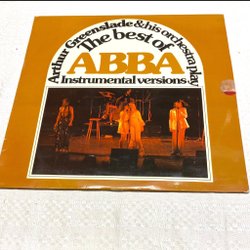 Arthur Greenslade & his orchestra play
The best of
ABBA
Instrumental versions